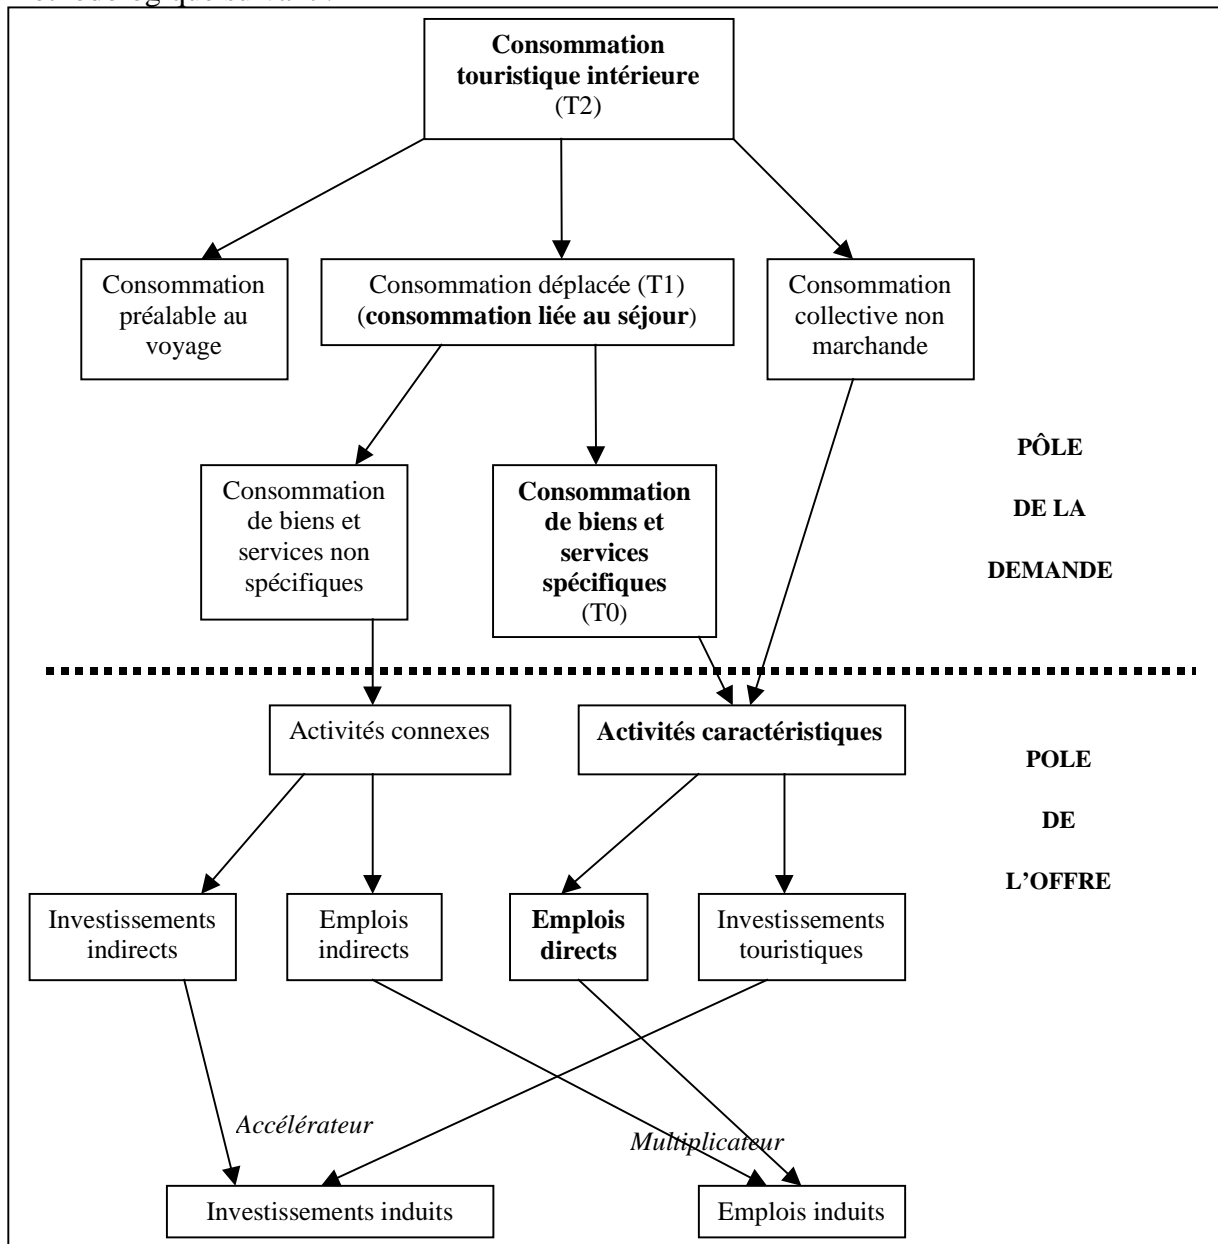 méthodologique suivant :
Consommation
touristique intérieure
(T2)
Consommation
préalable au
voyage
Consommation déplacée (T1)
(consommation liée au séjour)
Consommation
collective non
marchande
Consommation
de biens et
services non
spécifiques
Consommation
de biens et
services
spécifiques
(T0)
PÔLE
DE LA
DEMANDE
Activités connexes
Activités caractéristiques
POLE
DE
L’OFFRE
Investissements
indirects
Emplois
indirects
Emplois
directs
Investissements
touristiques
Accélérateur
Multiplicateur
Investissements induits
Emplois induits